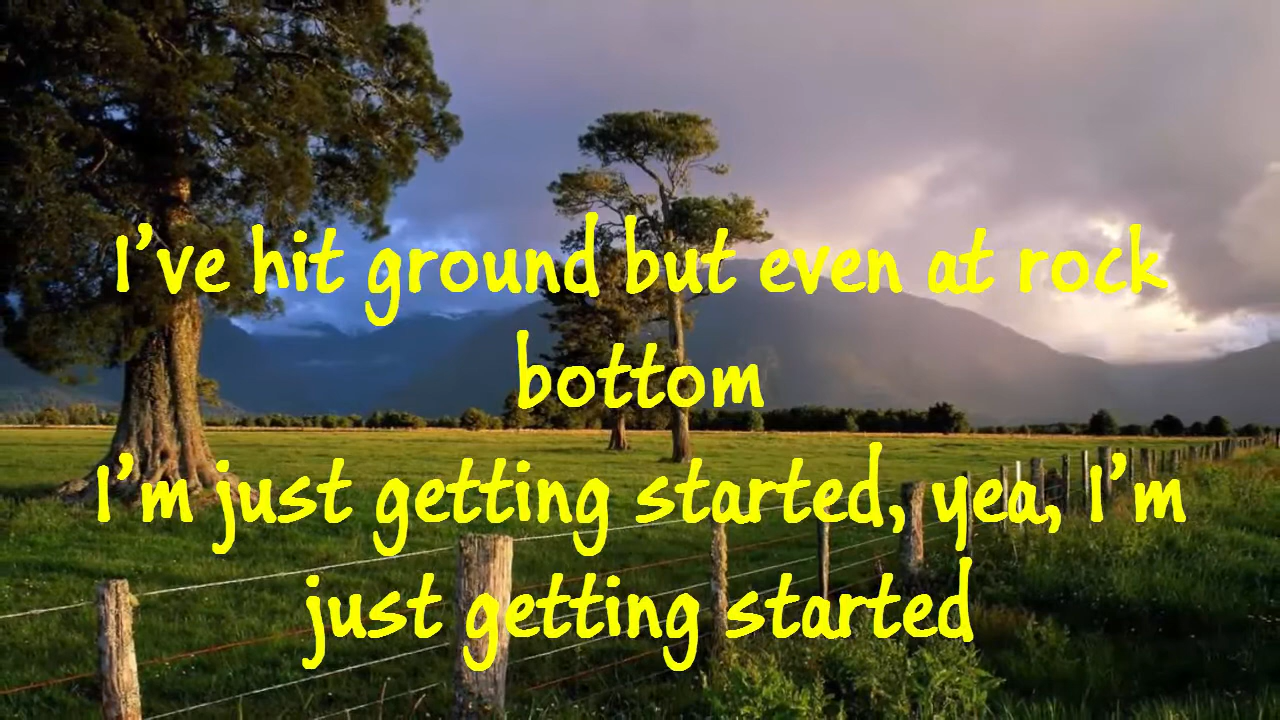 I've hit ground but even at rock
bottom
I'm just getting started, yea, I'm
just getting started